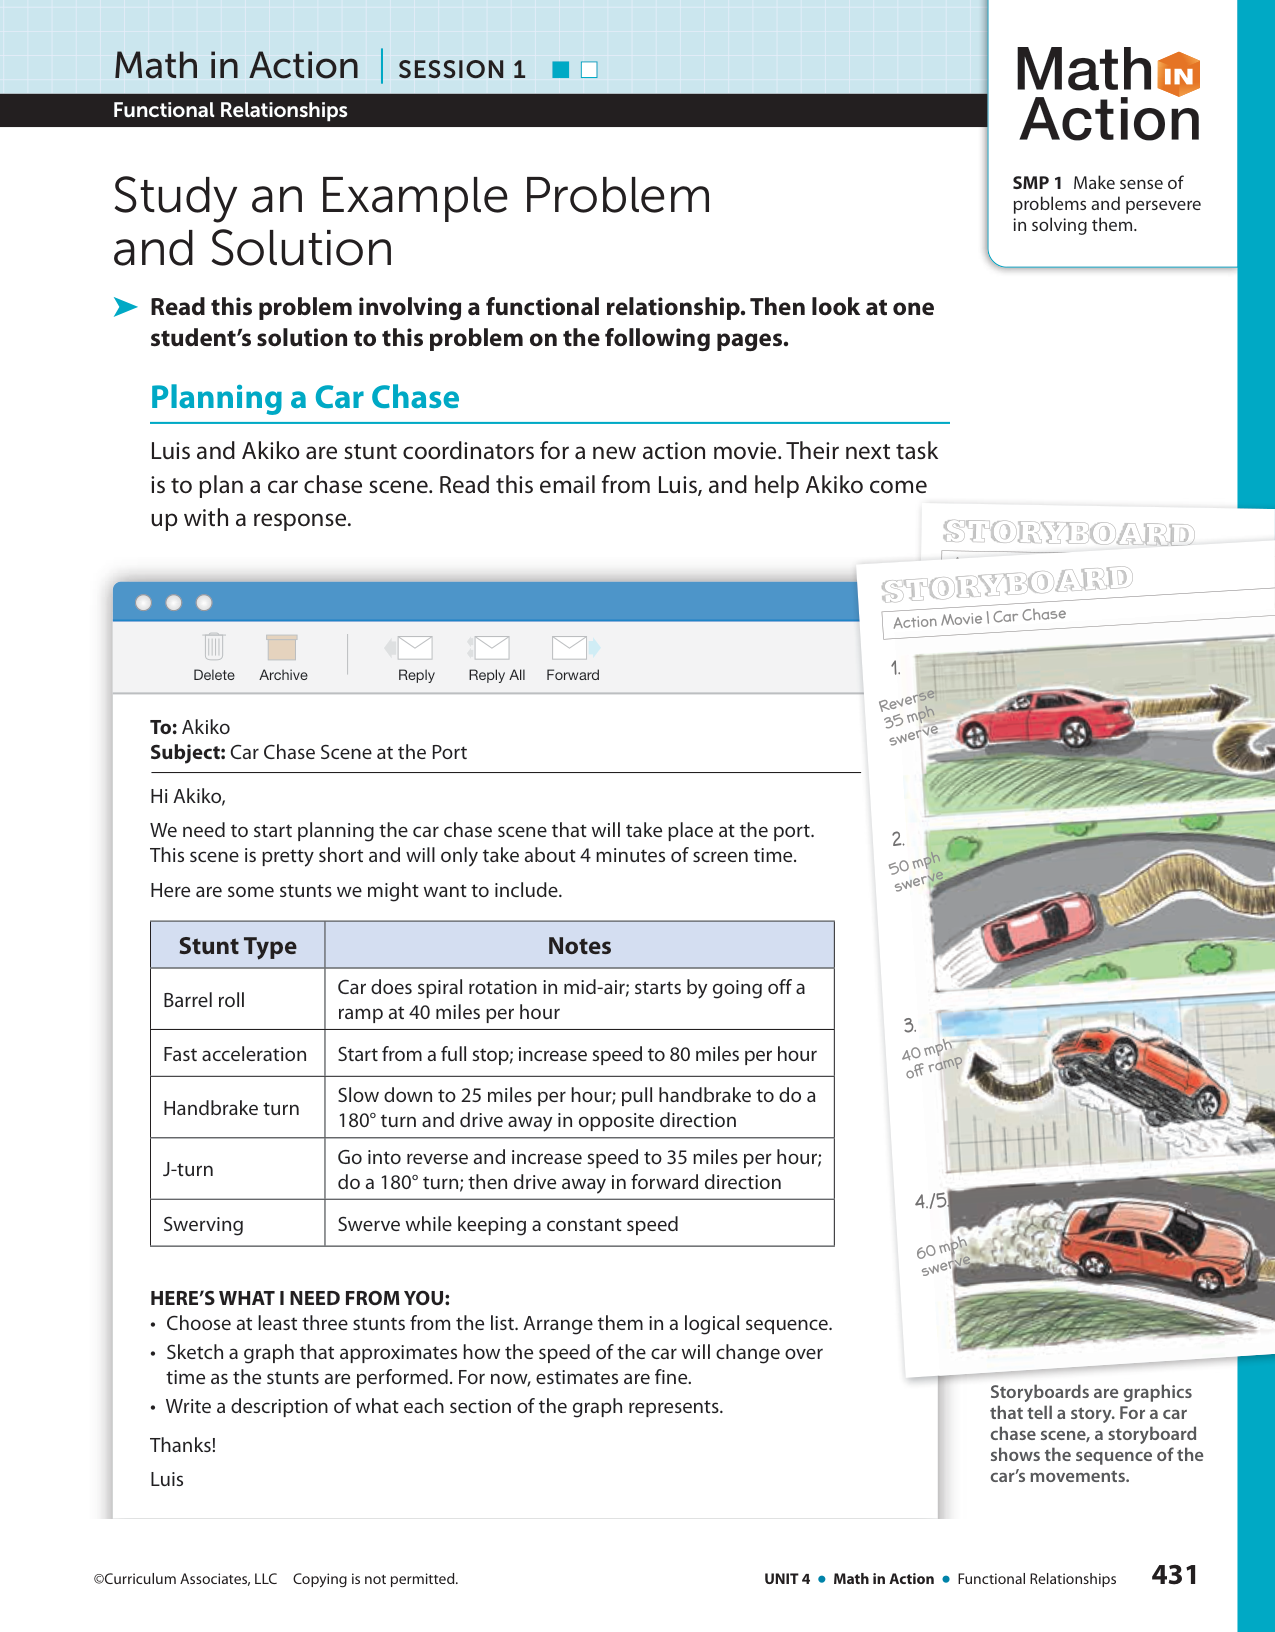 Math in Action | SESSION 1
Functional Relationships
Math IN
Action
SMP 1 Make sense of
problems and persevere
in solving them.
Study an Example Problem
and Solution
Read this problem involving a functional relationship. Then look at one
student's solution to this problem on the following pages.
Planning a Car Chase
Luis and Akiko are stunt coordinators for a new action movie. Their next task
is to plan a car chase scene. Read this email from Luis, and help Akiko come
up with a response.
Delete Archive Reply Reply All Forward
To: Akiko
Subject: Car Chase Scene at the Port
Hi Akiko,
We need to start planning the car chase scene that will take place at the port.
This scene is pretty short and will only take about 4 minutes of screen time.
Here are some stunts we might want to include.
Stunt Type Notes
Barrel roll
Car does spiral rotation in mid-air; starts by going off a
ramp at 40 miles per hour
Fast acceleration Start from a full stop; increase speed to 80 miles per hour
Handbrake turn
Slow down to 25 miles per hour; pull handbrake to do a
180° turn and drive away in opposite direction
J-turn
Go into reverse and increase speed to 35 miles per hour;
do a 180° turn; then drive away in forward direction
Swerving Swerve while keeping a constant speed
HERE'S WHAT I NEED FROM YOU:
• Choose at least three stunts from the list. Arrange them in a logical sequence.
• Sketch a graph that approximates how the speed of the car will change over
time as the stunts are performed. For now, estimates are fine.
• Write a description of what each section of the graph represents.
Thanks!
Luis
STORYBOARD
STORYBOARD
Action Movie | Car Chase
1.
Reverse
35 mph
swerve
2.
50 mph
swerve
3.
40 mph
off ramp
4./5.
60 mph
swerve
Storyboards are graphics
that tell a story. For a car
chase scene, a storyboard
shows the sequence of the
car's movements.
©Curriculum Associates, LLC Copying is not permitted.
UNIT 4 • Math in Action • Functional Relationships 431